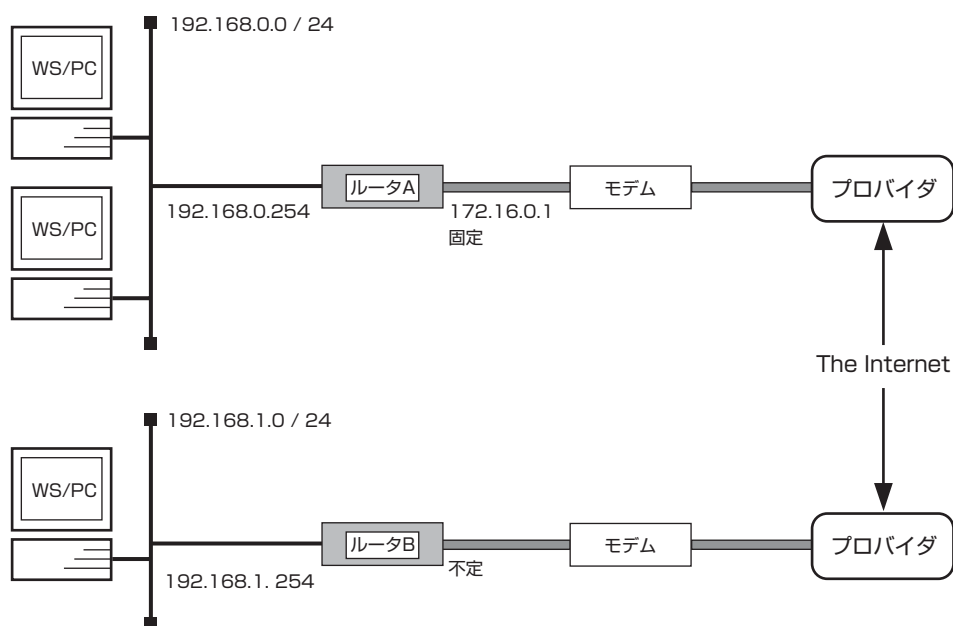 192.168.0.0 / 24
WS/PC
ルータA
モデム
プロバイダ
192.168.0.254
172.16.0.1
固定
WS/PC
The Internet
192.168.1.0 / 24
WS/PC
ルータB
モデム
プロバイダ
192.168.1. 254
不定